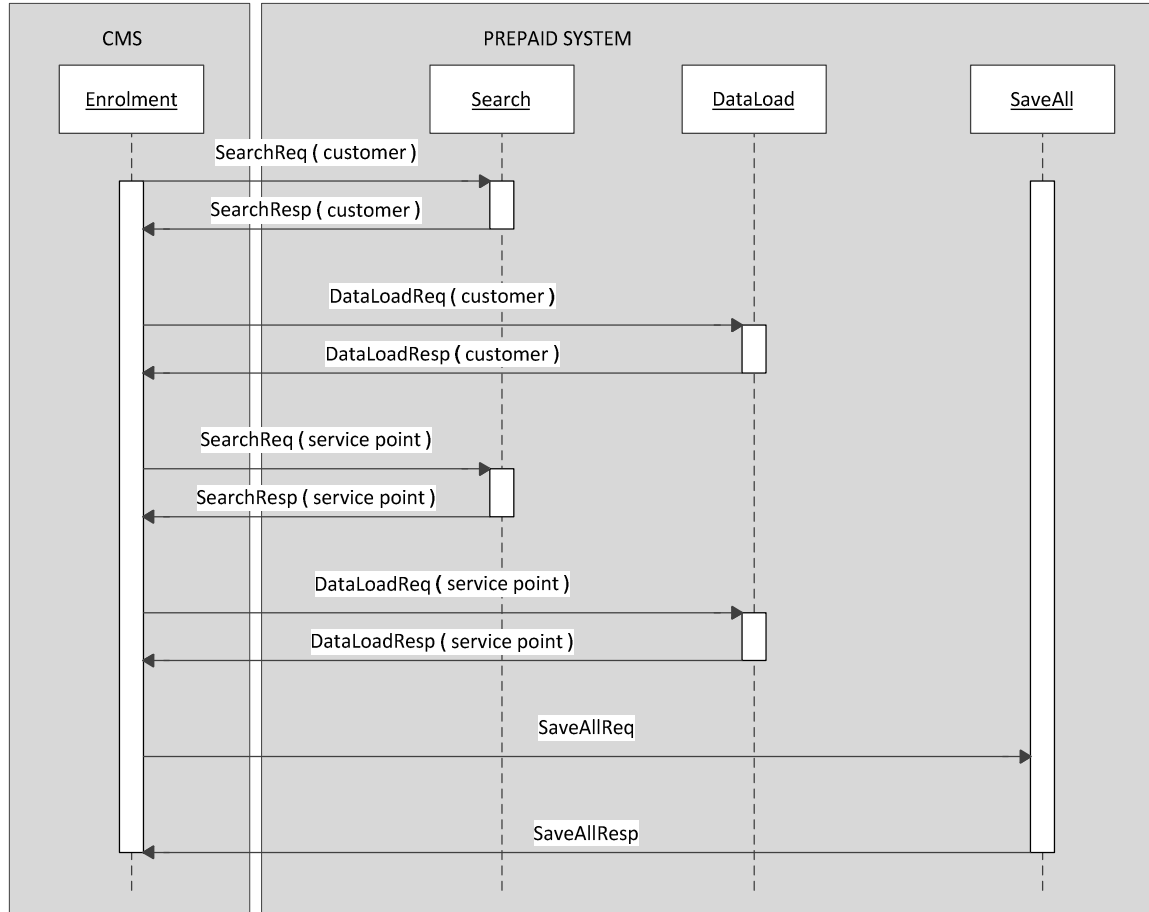 CMS
PREPAID SYSTEM
Enrolment
Search
DataLoad
SaveAll
SearchReq ( customer )
SearchResp ( customer )
DataLoadReq ( customer )
DataLoadResp ( customer )
SearchReq ( service point )
SearchResp ( service point )
DataLoadReq ( service point )
DataLoadResp ( service point )
SaveAllReq
SaveAllResp